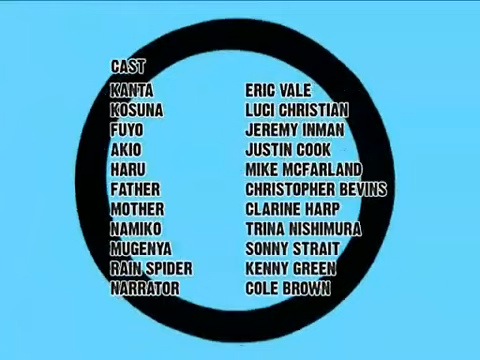 CAST
KANTA ERIC VALE
KOSUNA LUCI CHRISTIAN
FUYO JEREMY INMAN
AKIO JUSTIN COOK
HARU MIKE MCFARLAND
FATHER CHRISTOPHER BEVINS
MOTHER CLARINE HARP
NAMIKO TRINA NISHIMURA
MUGENYA SONNY STRAIT
RAIN SPIDER KENNY GREEN
NARRATOR COLE BROWN